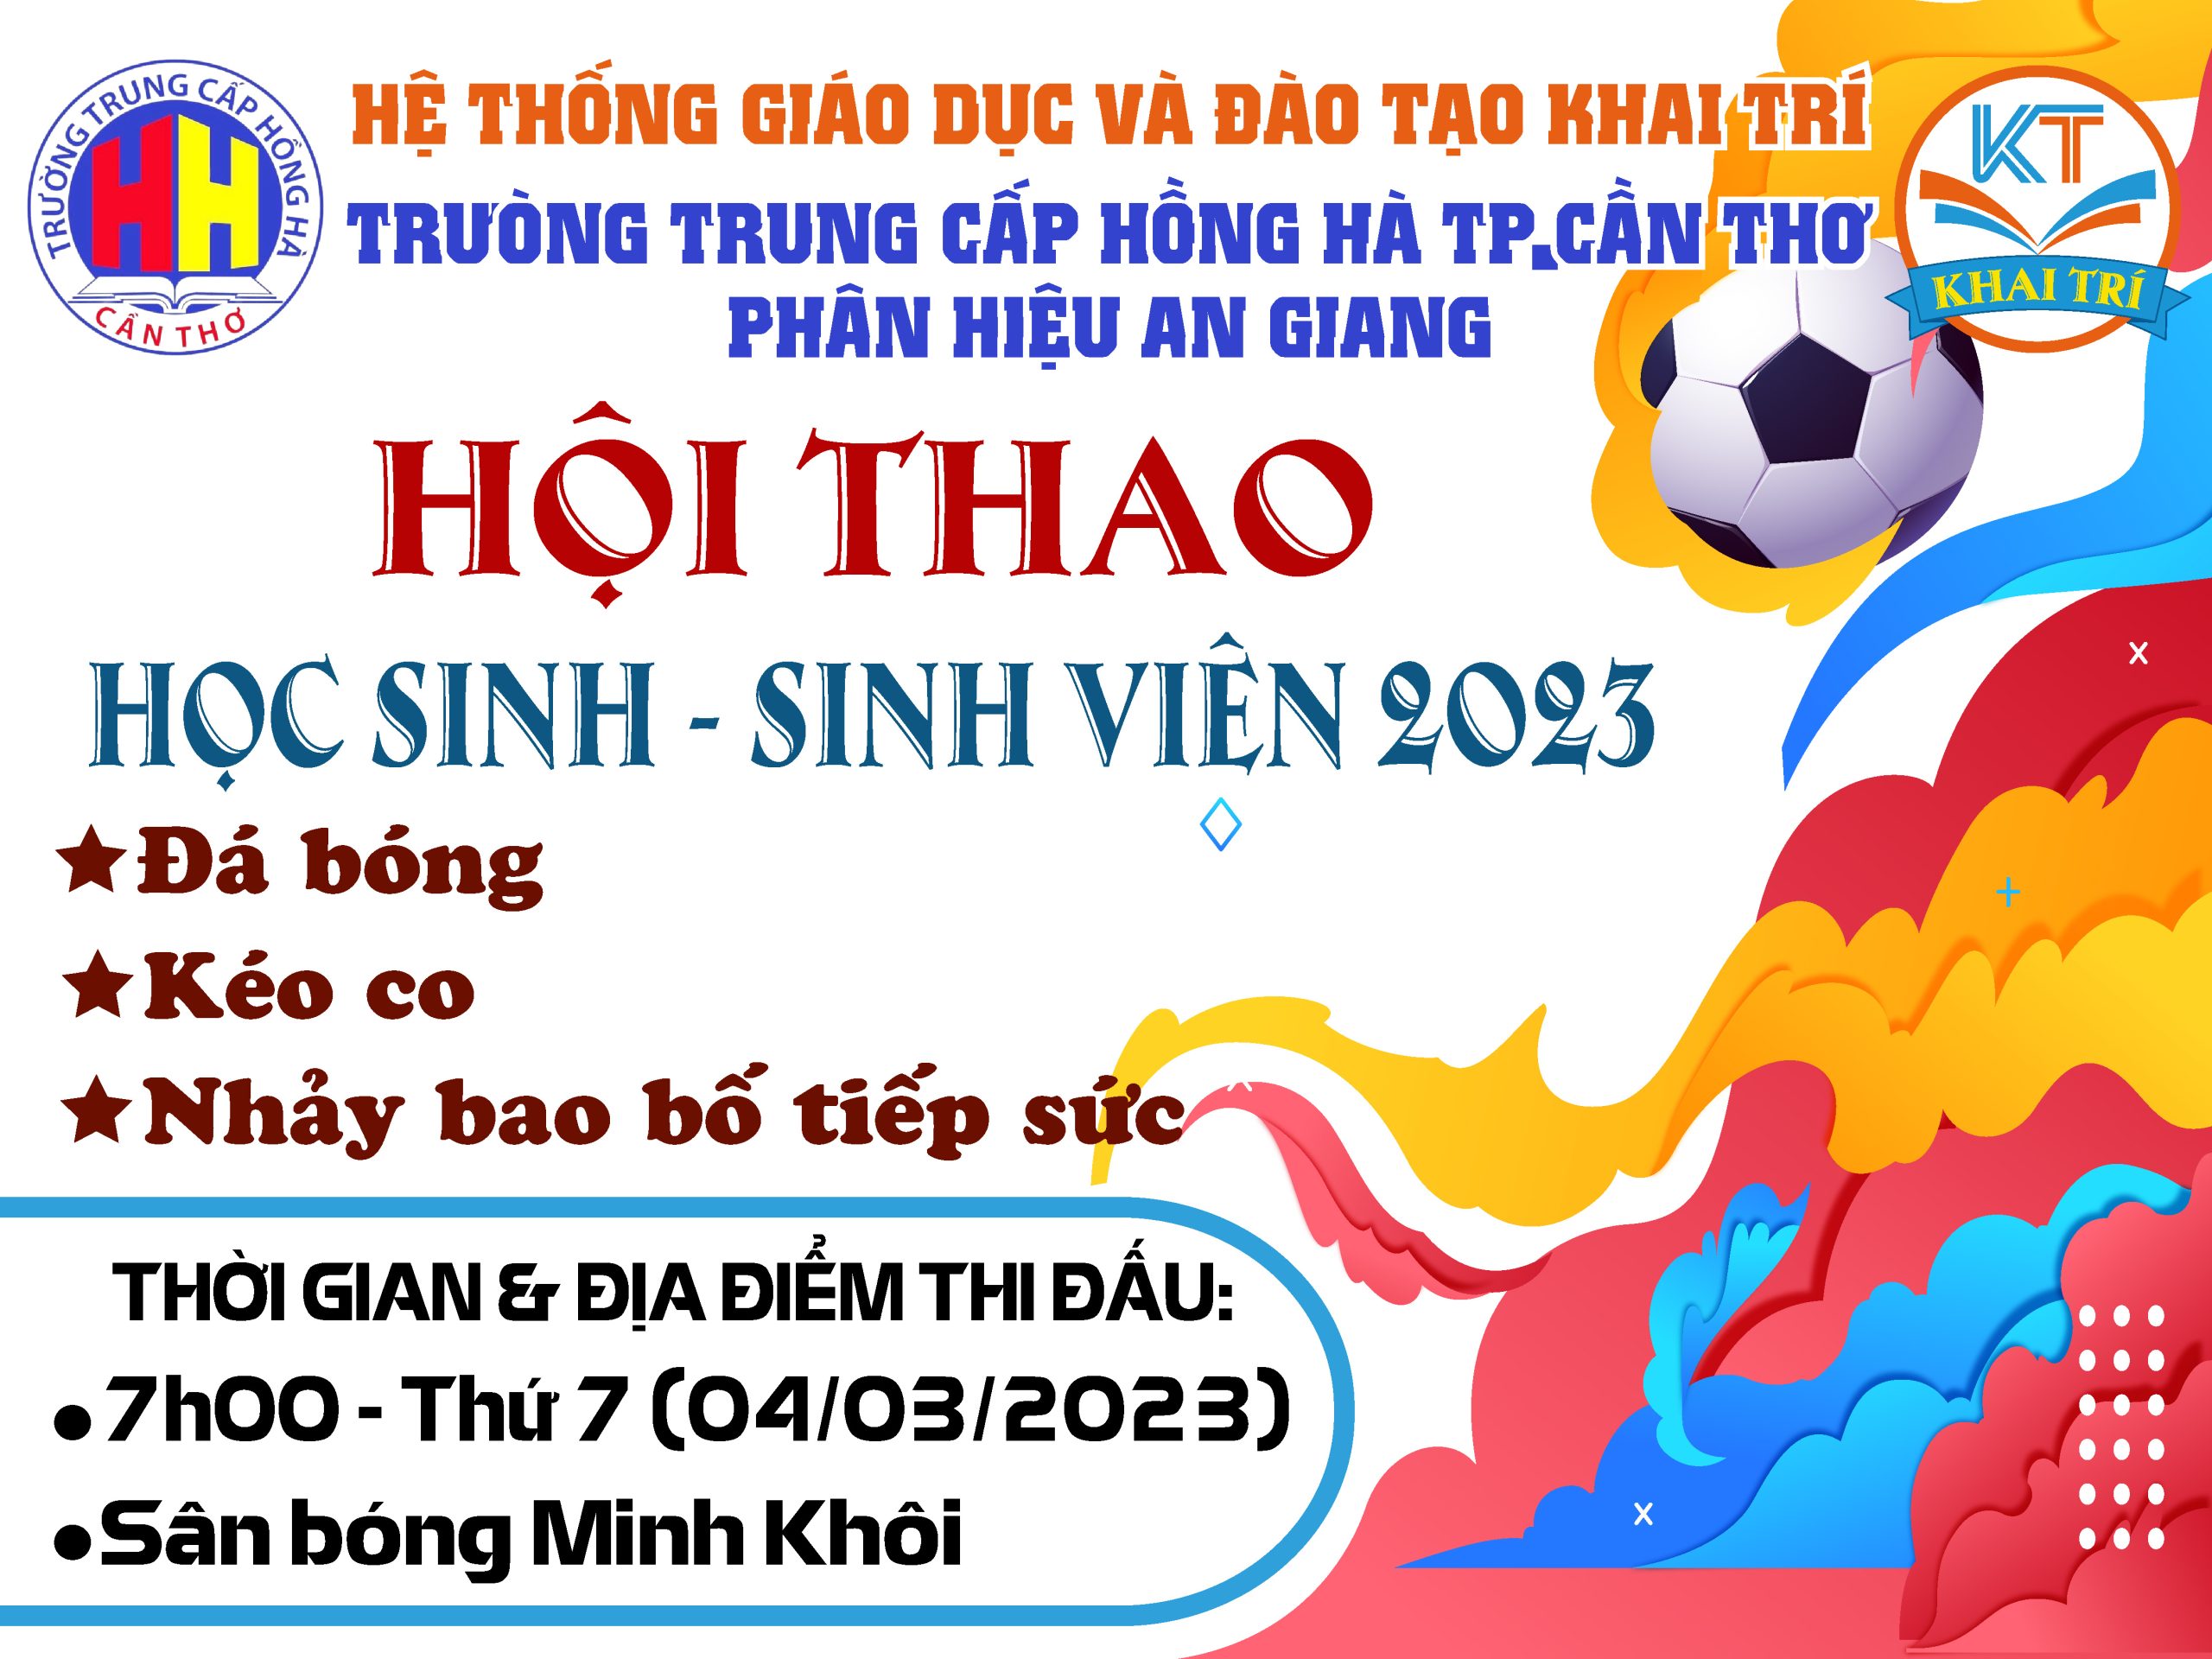 TRƯỜNG TRUNG CẤP HỒNG HÀ
HH
CẦN THƠ
HỆ THỐNG GIÁO DỤC VÀ ĐÀO TẠO KHAI TRÍ
TRƯỜNG TRUNG CẤP HỒNG HÀ TP.CẦN THƠ
PHÂN HIỆU AN GIANG
KT
KHAI TRÍ
HỘI THAO
HỌC SINH - SINH VIÊN 2023
★Đá bóng
★Kéo co
★Nhảy bao bố tiếp sức
THỜI GIAN & ĐỊA ĐIỂM THI ĐẤU:
•7h00 - Thứ 7 (04/03/2023)
•Sân bóng Minh Khôi